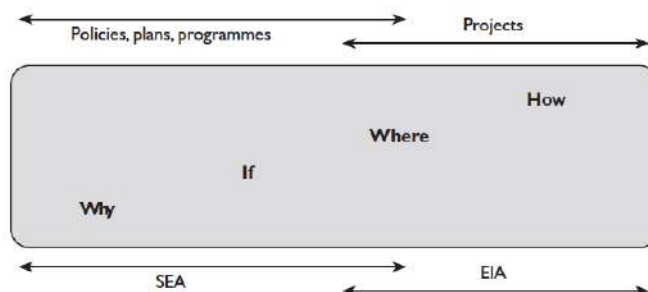 Policies, plans, programmes
Projects
How
Where
If
Why
SEA
EIA